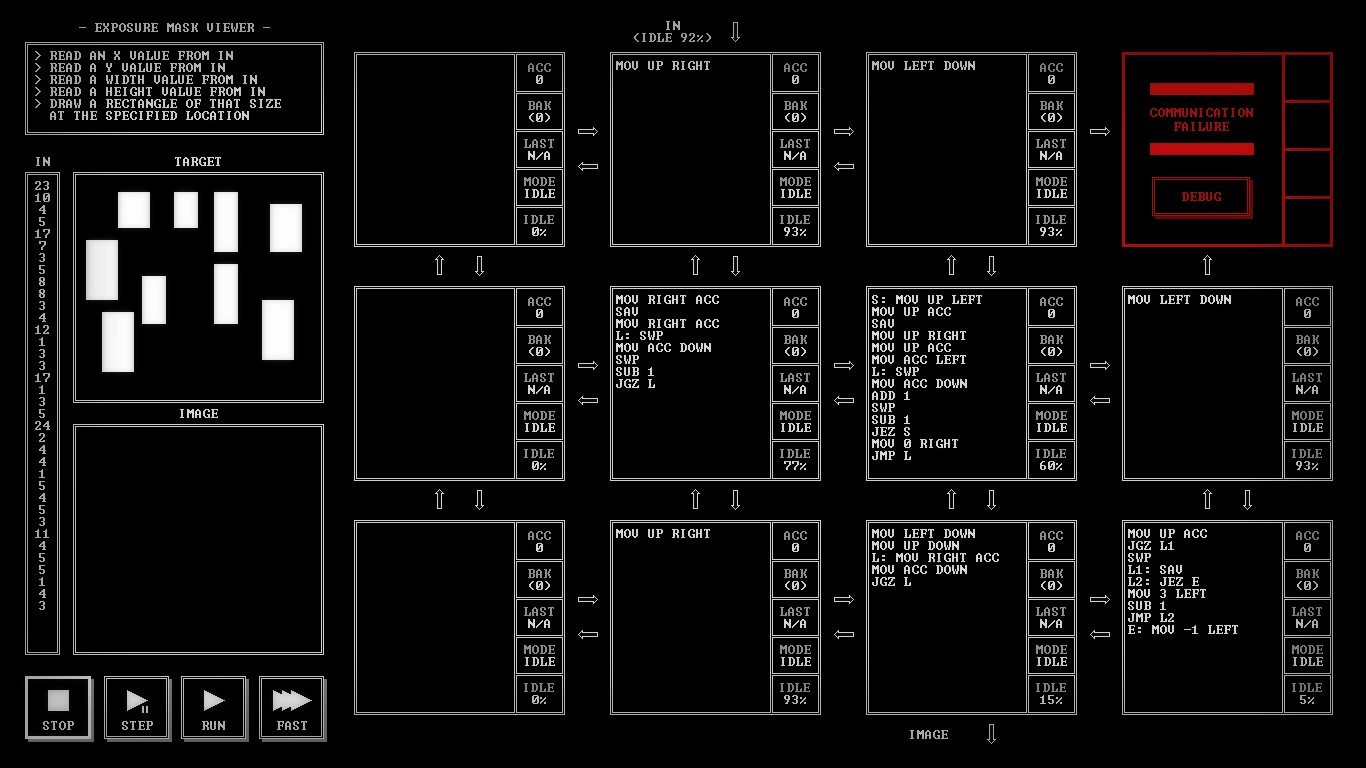 - EXPOSURE MASK VIEWER -
> READ AN X VALUE FROM IN
> READ A Y VALUE FROM IN
> READ A WIDTH VALUE FROM IN
> READ A HEIGHT VALUE FROM IN
> DRAW A RECTANGLE OF THAT SIZE
AT THE SPECIFIED LOCATION
IN
TARGET
23
10
4
5
17
7
3
5
8
8
3
4
12
1
3
3
17
1
3
5
24
2
4
4
1
5
4
5
3
11
4
5
5
1
4
3
IMAGE
STOP
STEP
RUN
FAST
IN
(IDLE 92%)
ACC
0
BAK
(0)
LAST
N/A
MODE
IDLE
IDLE
0%
MOV UP RIGHT
ACC
0
BAK
(0)
LAST
N/A
MODE
IDLE
IDLE
93%
MOV LEFT DOWN
ACC
0
BAK
(0)
LAST
N/A
MODE
IDLE
IDLE
93%
COMMUNICATION
FAILURE
DEBUG
ACC
0
BAK
(0)
LAST
N/A
MODE
IDLE
IDLE
0%
MOV RIGHT ACC
SAV
MOV RIGHT ACC
L: SWP
MOV ACC DOWN
SWP
SUB 1
JGZ L
ACC
0
BAK
(0)
LAST
N/A
MODE
IDLE
IDLE
77%
S: MOV UP LEFT
MOV UP ACC
SAV
MOV UP RIGHT
MOV UP ACC
MOV ACC LEFT
L: SWP
MOV ACC DOWN
ADD 1
SWP
SUB 1
JEZ S
MOV 0 RIGHT
JMP L
ACC
0
BAK
(0)
LAST
N/A
MODE
IDLE
IDLE
60%
MOV LEFT DOWN
ACC
0
BAK
(0)
LAST
N/A
MODE
IDLE
IDLE
93%
ACC
0
BAK
(0)
LAST
N/A
MODE
IDLE
IDLE
0%
MOV UP RIGHT
ACC
0
BAK
(0)
LAST
N/A
MODE
IDLE
IDLE
93%
MOV LEFT DOWN
MOV UP DOWN
L: MOV RIGHT ACC
MOV ACC DOWN
JGZ L
ACC
0
BAK
(0)
LAST
N/A
MODE
IDLE
IDLE
15%
MOV UP ACC
JGZ L1
SWP
L1: SAV
L2: JEZ E
MOV 3 LEFT
SUB 1
JMP L2
E: MOV -1 LEFT
ACC
0
BAK
(0)
LAST
N/A
MODE
IDLE
IDLE
5%
IMAGE